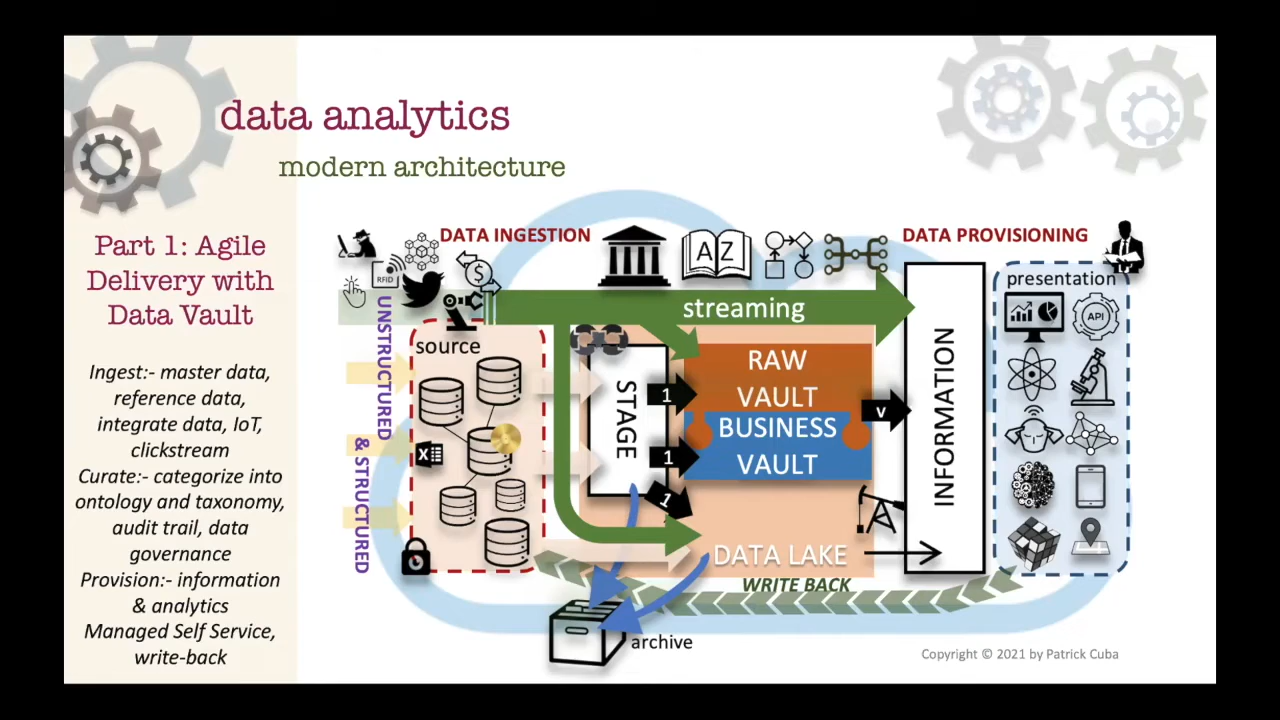 data analytics
modern architecture
Part 1: Agile
Delivery with
Data Vault
Ingest:- master data,
reference data,
integrate data, IoT,
clickstream
Curate:- categorize into
ontology and taxonomy,
audit trail, data
governance
Provision:- information
& analytics
Managed Self Service,
write-back
DATA INGESTION
DATA PROVISIONING
RFID
$
A Z
UNSTRUCTURED
& STRUCTURED
source
X
streaming
STAGE
1
1
1
RAW
VAULT
BUSINESS
VAULT
v
DATA LAKE
WRITE BACK
INFORMATION
presentation
API
archive
Copyright © 2021 by Patrick Cuba